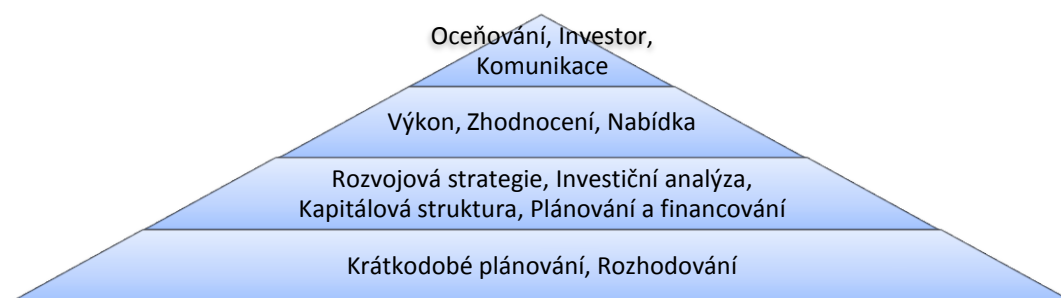 Oceňování, Investor,
Komunikace
Výkon, Zhodnocení, Nabídka
Rozvojová strategie, Investiční analýza,
Kapitálová struktura, Plánování a financování
Krátkodobé plánování, Rozhodování